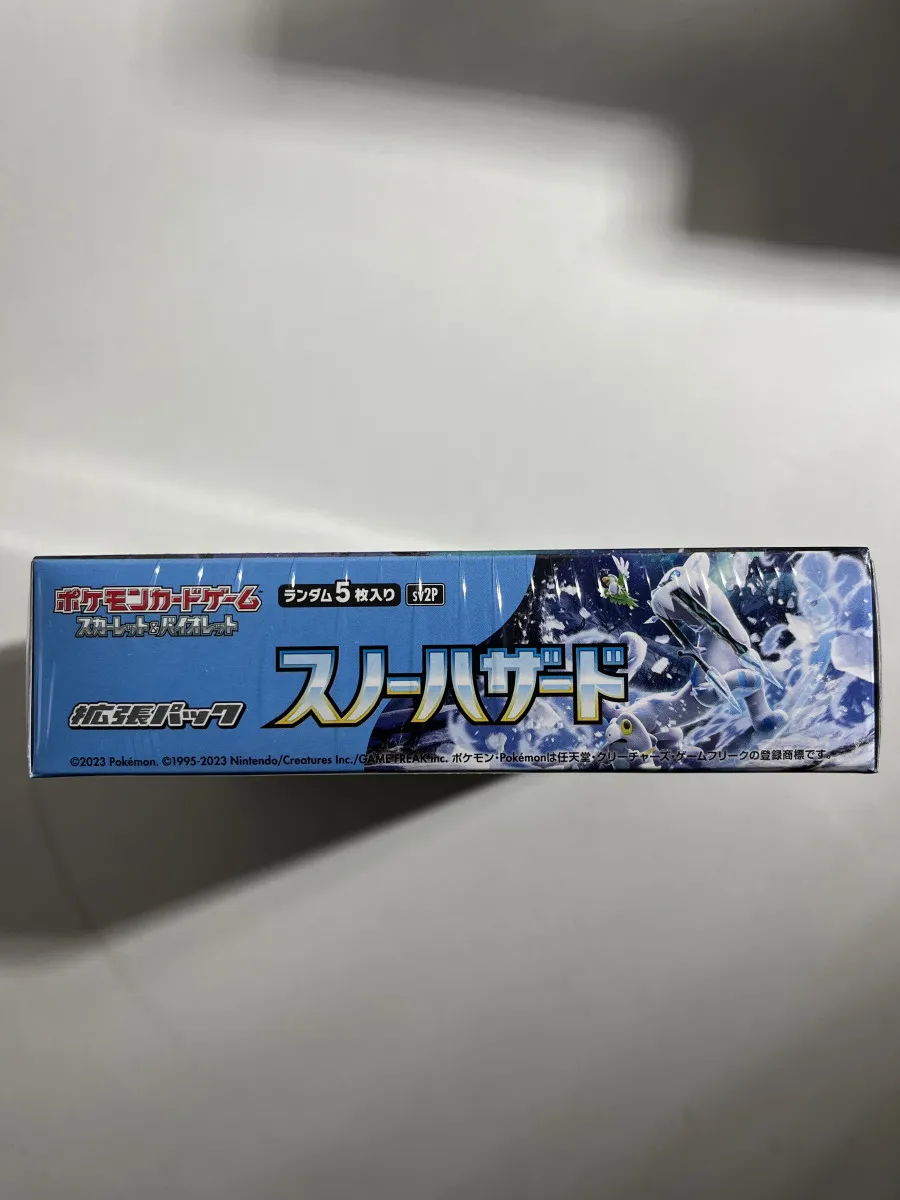 ポケモンカードゲーム
スカーレット&バイオレット
ランダム5枚入り sv2P
拡張パック
スノーハザード
©2023 Pokémon. ©1995-2023 Nintendo/Creatures Inc./GAME FREAK inc. ポケモン・Pokémonは任天堂・クリーチャーズ・ゲームフリークの登録商標です。